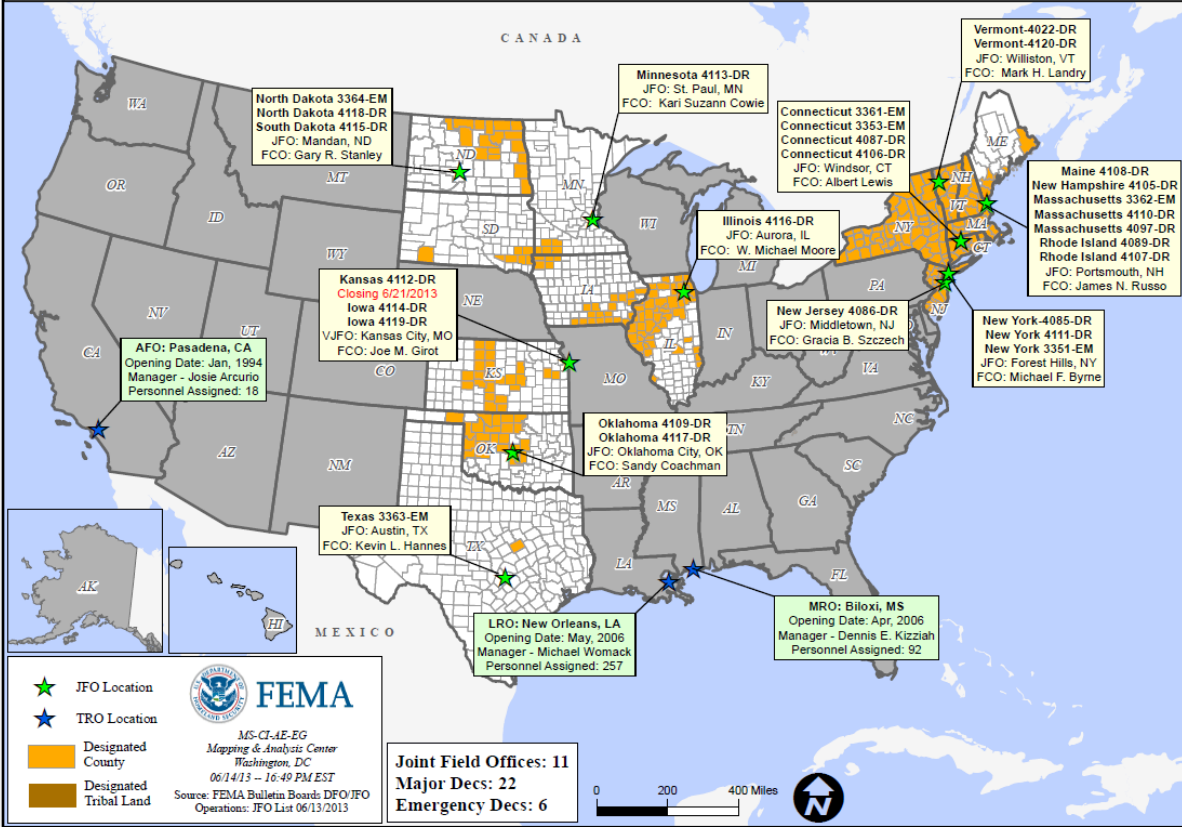 CANADA
Vermont-4022-DR
Vermont-4120-DR
JFO: Williston, VT
FCO: Mark H. Landry
Minnesota 4113-DR
JFO: St. Paul, MN
FCO: Kari Suzann Cowie
North Dakota 3364-EM
North Dakota 4118-DR
South Dakota 4115-DR
JFO: Mandan, ND
FCO: Gary R. Stanley
Connecticut 3361-EM
Connecticut 3353-EM
Connecticut 4087-DR
Connecticut 4106-DR
JFO: Windsor, CT
FCO: Albert Lewis
Maine 4108-DR
New Hampshire 4105-DR
Massachusetts 3362-EM
Massachusetts 4110-DR
Massachusetts 4097-DR
Rhode Island 4089-DR
Rhode Island 4107-DR
JFO: Portsmouth, NH
FCO: James N. Russo
Illinois 4116-DR
JFO: Aurora, IL
FCO: W. Michael Moore
Kansas 4112-DR
Closing 6/21/2013
Iowa 4114-DR
Iowa 4119-DR
VJFO: Kansas City, MO
FCO: Joe M. Girot
New Jersey 4086-DR
JFO: Middletown, NJ
FCO: Gracia B. Szczech
New York-4085-DR
New York 4111-DR
New York 3351-EM
JFO: Forest Hills, NY
FCO: Michael F. Byrne
AFO: Pasadena, CA
Opening Date: Jan, 1994
Manager - Josie Arcurio
Personnel Assigned: 18
Oklahoma 4109-DR
Oklahoma 4117-DR
JFO: Oklahoma City, OK
FCO: Sandy Coachman
Texas 3363-EM
JFO: Austin, TX
FCO: Kevin L. Hannes
LRO: New Orleans, LA
Opening Date: May, 2006
Manager - Michael Womack
Personnel Assigned: 257
MRO: Biloxi, MS
Opening Date: Apr, 2006
Manager - Dennis E. Kizziah
Personnel Assigned: 92
WA
OR
ID
MT
ND
MN
WI
MI
ME
NH
VT
NY
MA
CT
NJ
PA
SD
WY
NE
IA
IL
IN
NV
UT
CO
CA
KS
MO
KY
VA
NC
TN
AZ
NM
OK
AR
SC
MS
AL
GA
TX
LA
FL
AK
HI
MEXICO
JFO Location
TRO Location
Designated
County
Designated
Tribal Land
FEMA
MS-CI-AE-EG
Mapping & Analysis Center
Washington, DC
06/14/13 -- 16:49 PM EST
Source: FEMA Bulletin Boards DFO/JFO
Operations: JFO List 06/13/2013
Joint Field Offices: 11
Major Decs: 22
Emergency Decs: 6
0 200 400 Miles
N